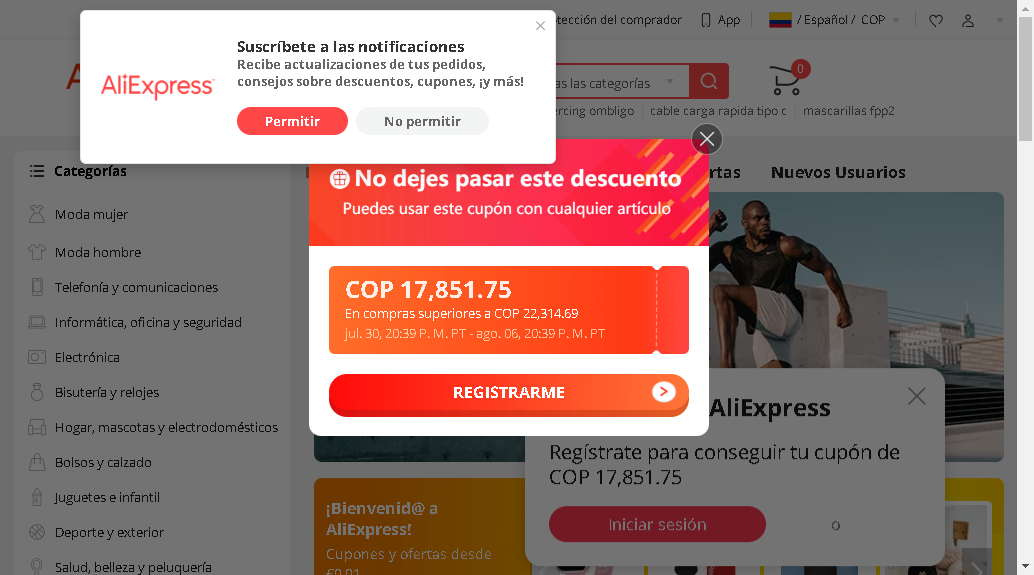 Suscríbete a las notificaciones
Recibe actualizaciones de tus pedidos,
consejos sobre descuentos, cupones, ¡y más!
AliExpress
Permitir
No permitir
del comprador
App
/ Español / COP
las categorías
0
ombligo
cable carga rapida tipo c
mascarillas fpp2
Categorías
Nuevos Usuarios
Moda mujer
Moda hombre
Telefonía y comunicaciones
Informática, oficina y seguridad
Electrónica
Bisutería y relojes
Hogar, mascotas y electrodomésticos
Bolsos y calzado
Juguetes e infantil
Deporte y exterior
Salud, belleza y peluquería
No dejes pasar este descuento
Puedes usar este cupón con cualquier artículo
COP 17,851.75
En compras superiores a COP 22,314.69
jul. 30, 20:39 P. M. PT - ago. 06, 20:39 P. M. PT
REGISTRARME
AliExpress
Regístrate para conseguir tu cupón de
COP 17,851.75
Iniciar sesión
o
¡Bienvenid@ a
AliExpress!
Cupones y ofertas desde
€0,01